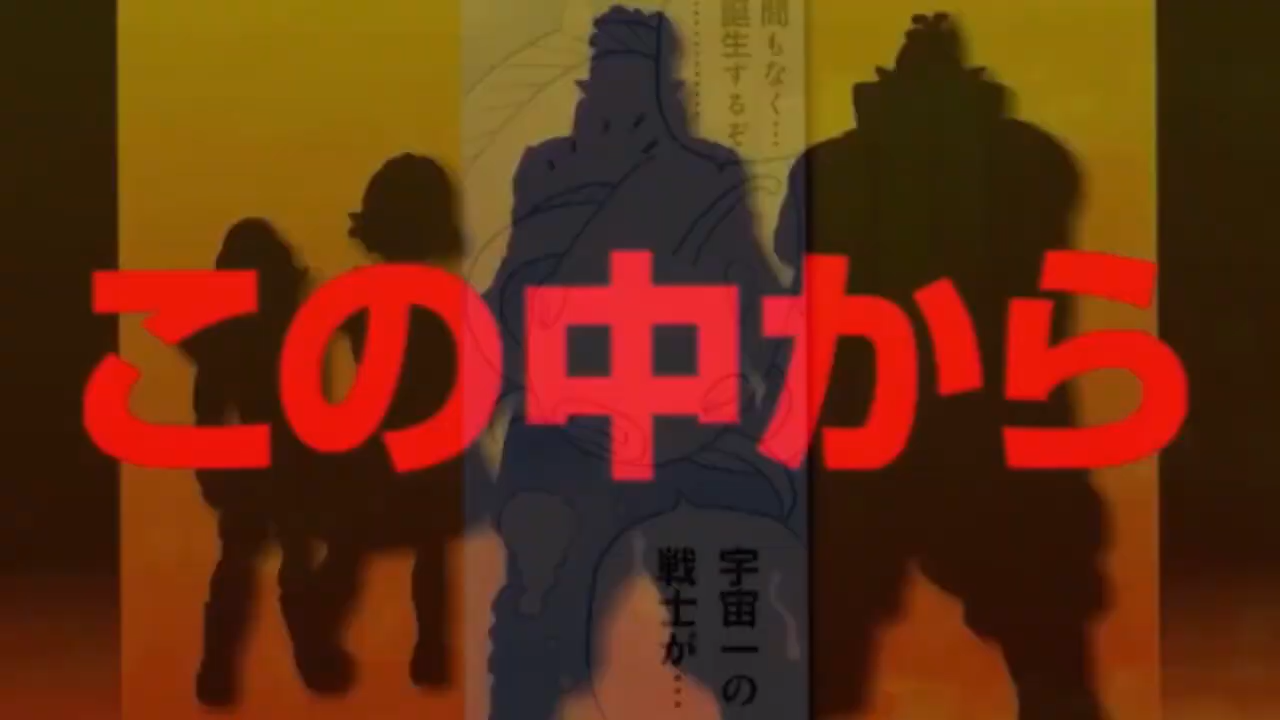 間もなく…
誕生するぞ
この中から
宇宙一の
戦士が…